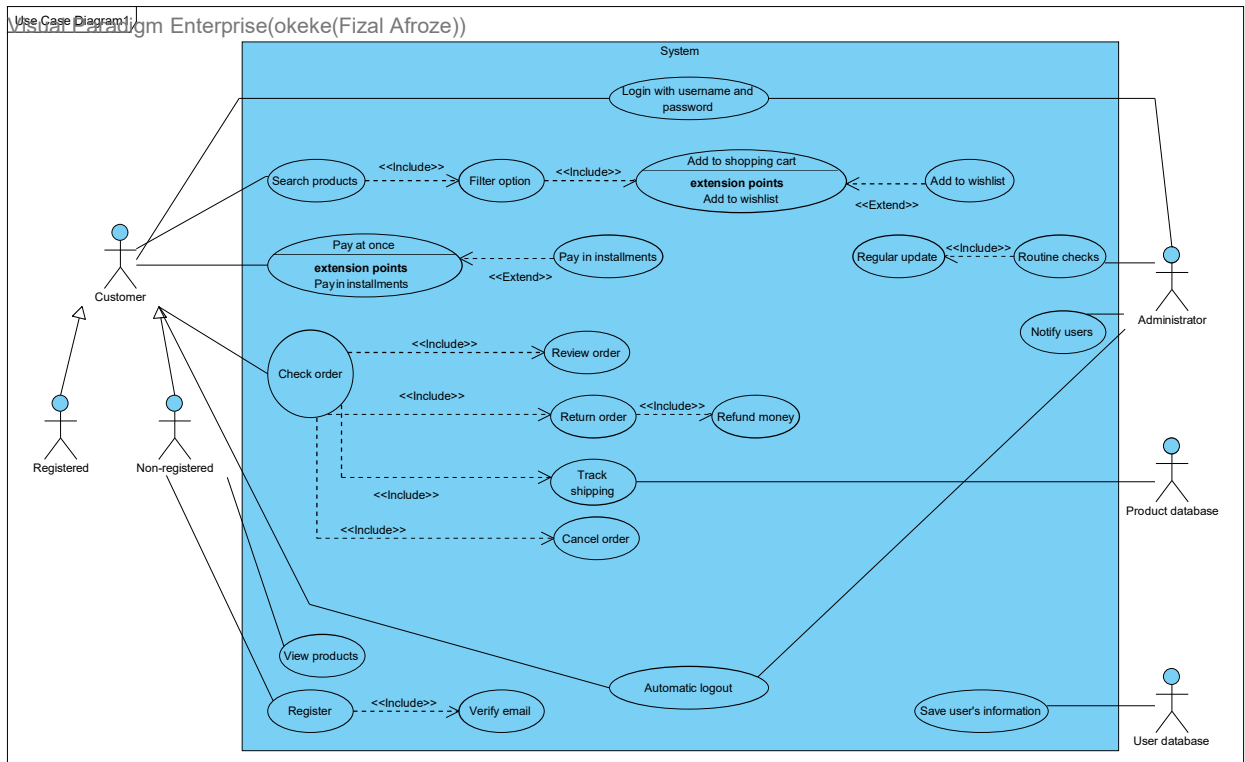 Use Case Diagram1
Visual Paradigm Enterprise(okeke(Fizal Afroze))
System
Login with username and
password
Search products
<<Include>>
Filter option
<<Include>>
Add to shopping cart
extension points
Add to wishlist
<<Extend>>
Add to wishlist
Pay at once
extension points
Pay in installments
<<Extend>>
Pay in installments
Regular update
<<Include>>
Routine checks
Customer
Administrator
Notify users
Check order
<<Include>>
Review order
<<Include>>
Return order
<<Include>>
Refund money
Registered
Non-registered
<<Include>>
Track
shipping
Product database
<<Include>>
Cancel order
View products
Automatic logout
Register
<<Include>>
Verify email
Save user's information
User database